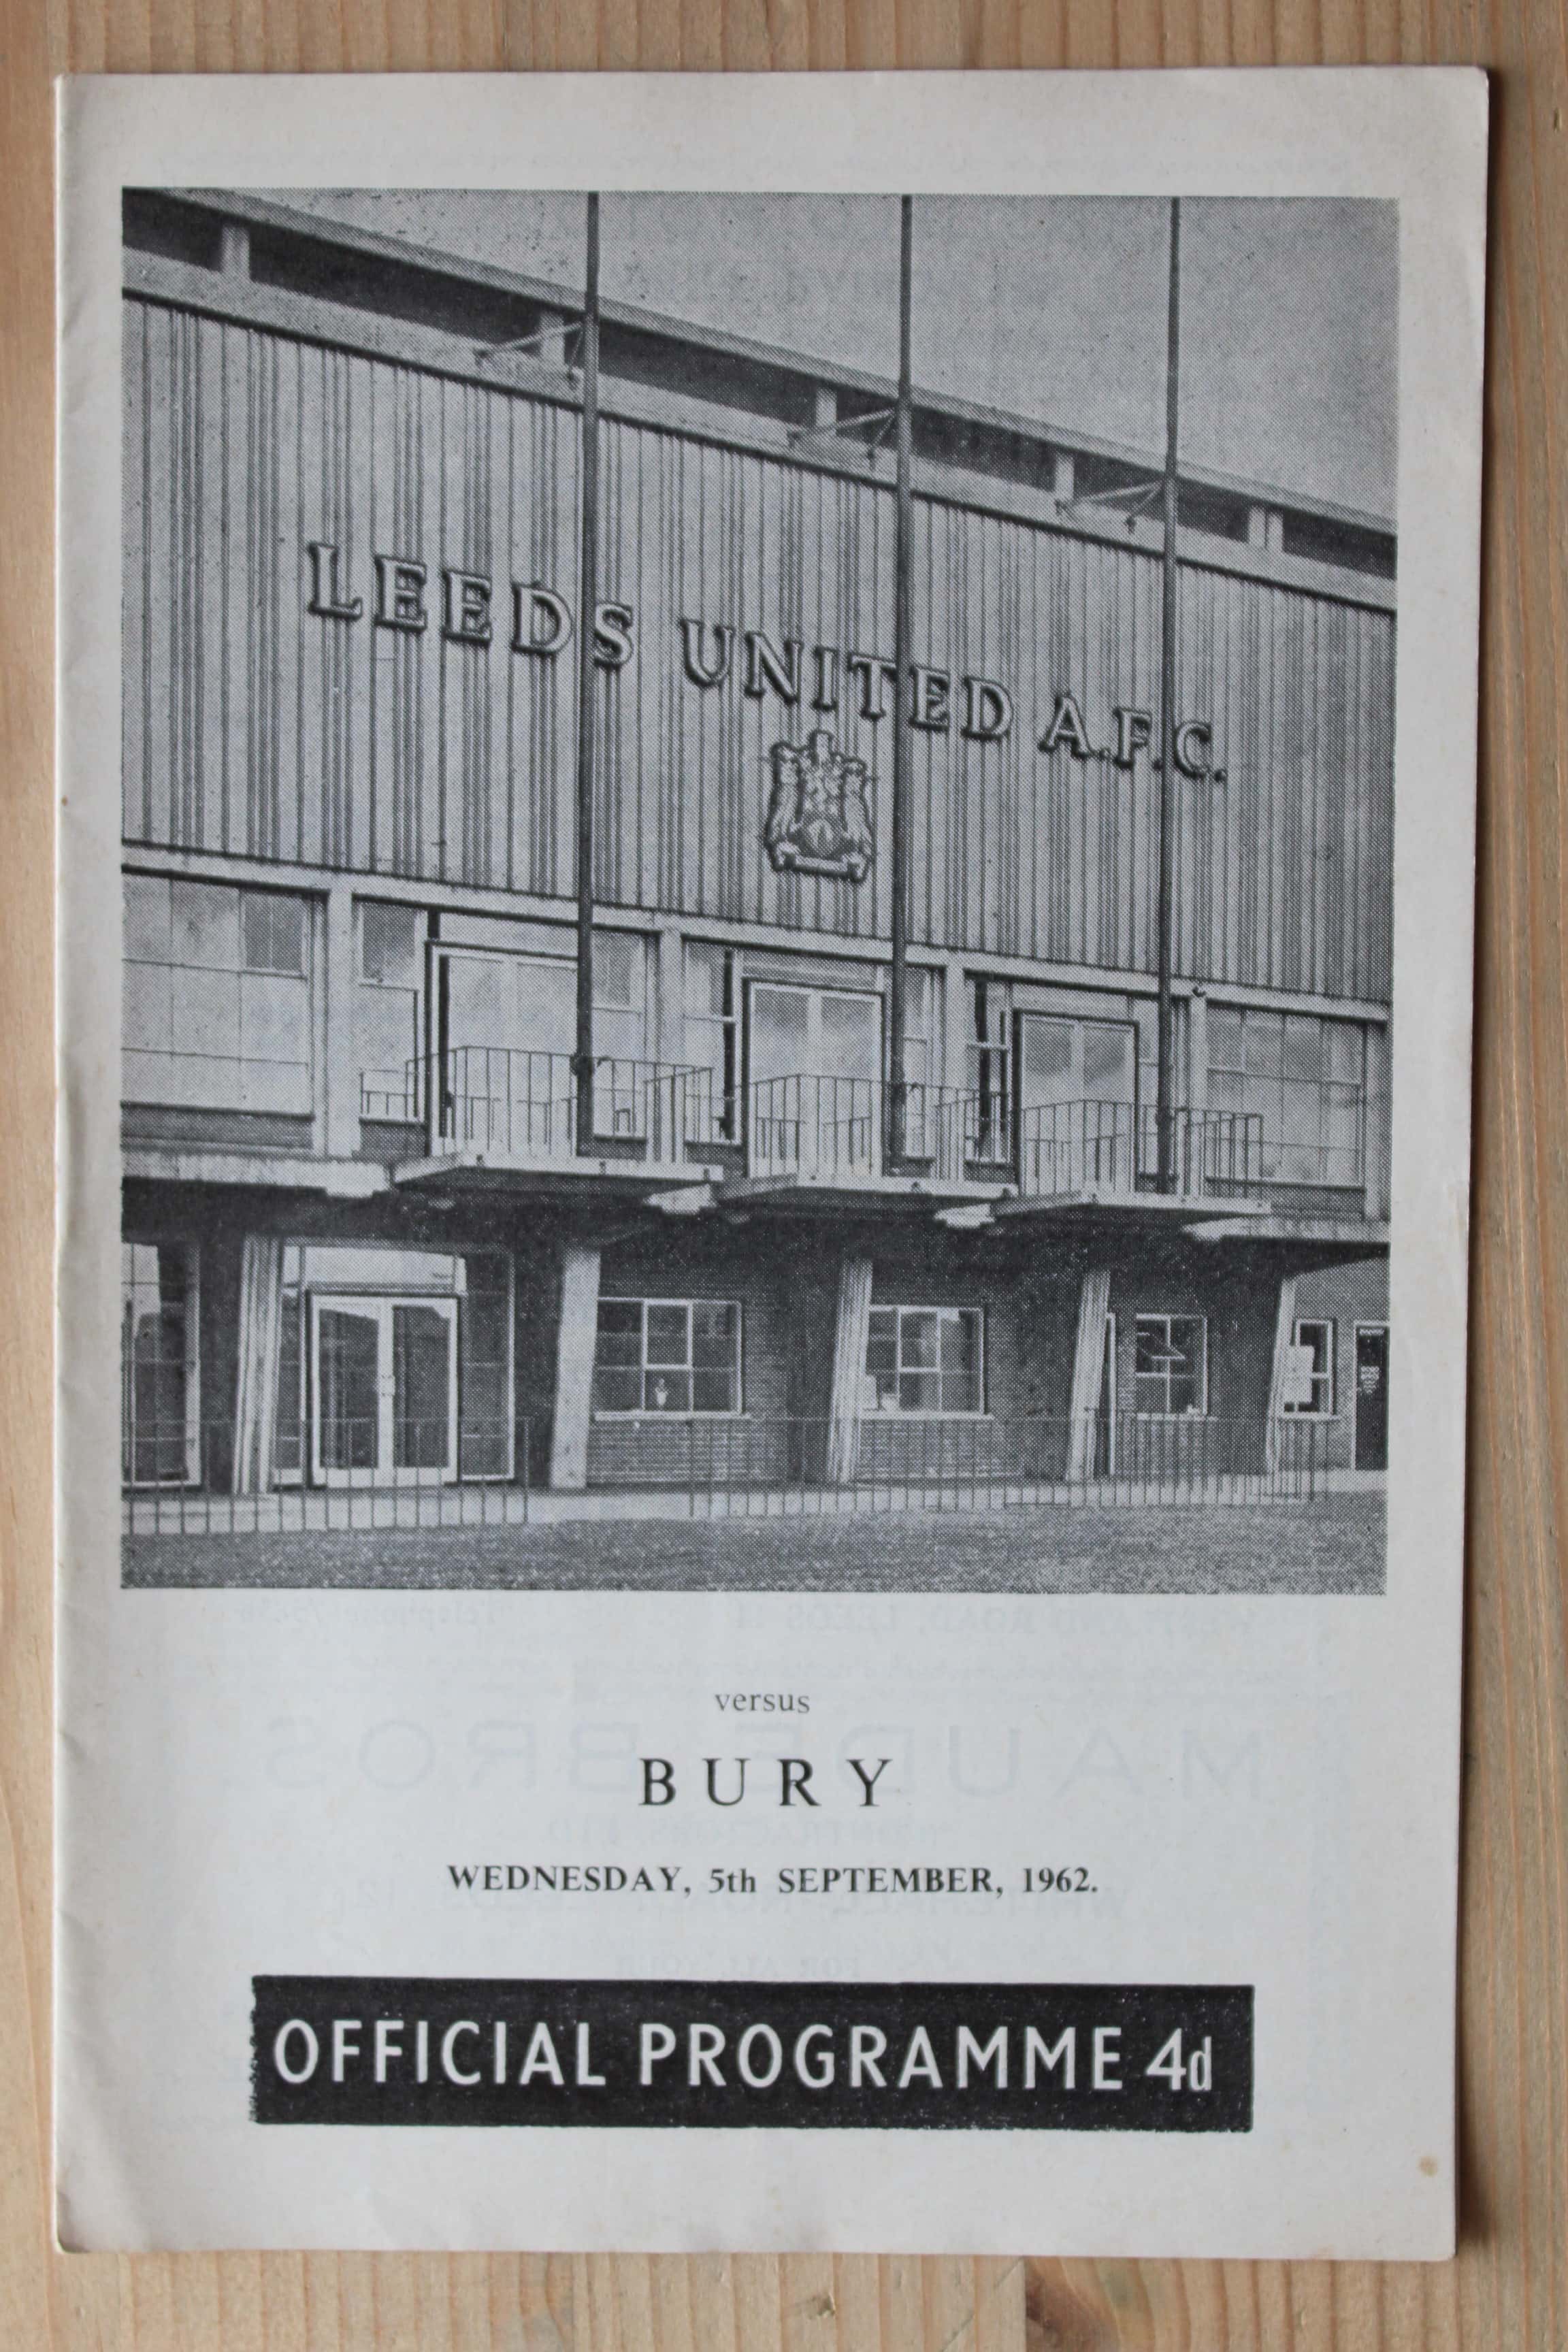 LEEDS UNITED A.F.C.
versus
BURY
WEDNESDAY, 5th SEPTEMBER, 1962.
OFFICIAL PROGRAMME 4d